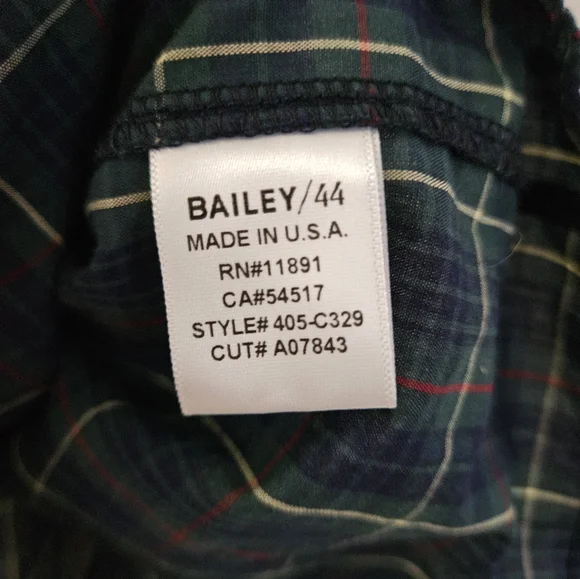 BAILEY/44
MADE IN U.S.A.
RN#11891
CA#54517
STYLE# 405-C329
CUT# A07843